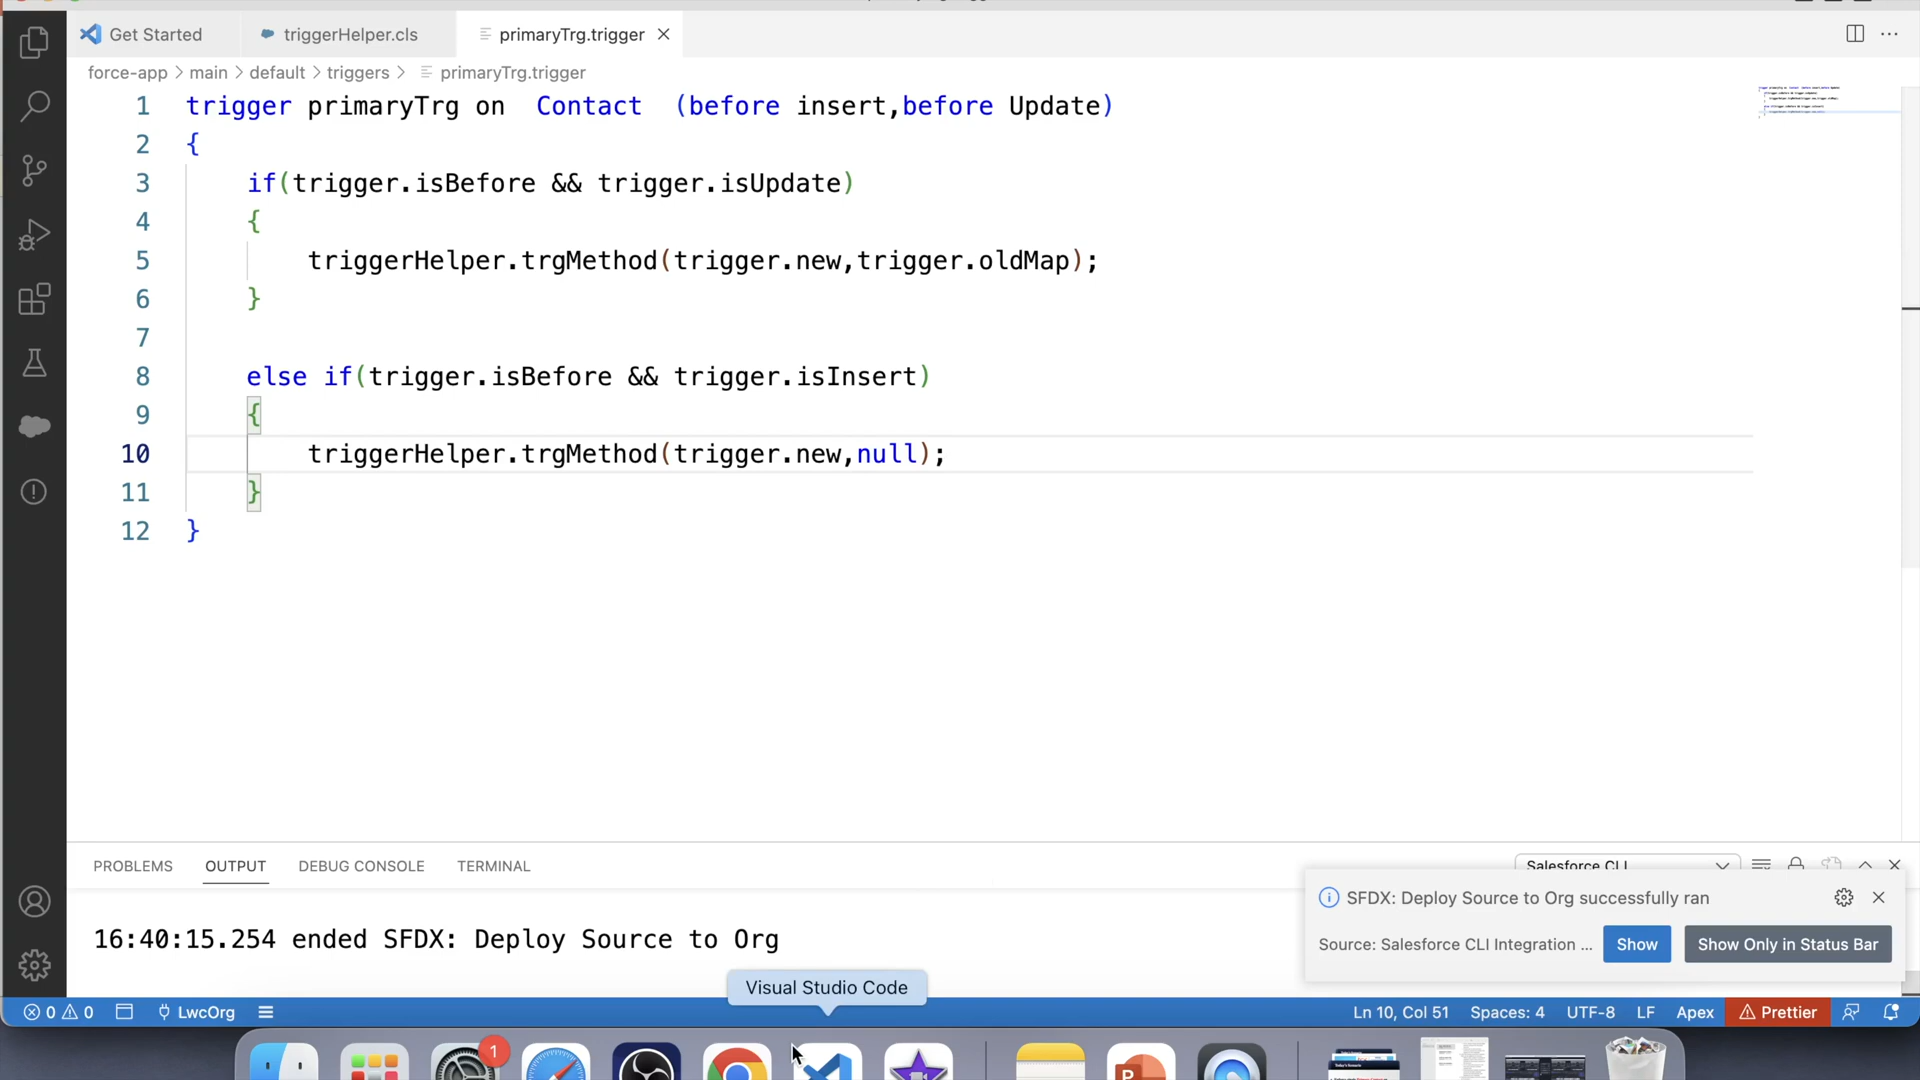 Get Started
triggerHelper.cls
primaryTrg.trigger
force-app > main > default > triggers > primaryTrg.trigger
1 trigger primaryTrg on Contact (before insert,before Update)
2 {
3 if(trigger.isBefore && trigger.isUpdate)
4 {
5 triggerHelper.trgMethod(trigger.new,trigger.oldMap);
6 }
7
8 else if(trigger.isBefore && trigger.isInsert)
9 {
10 triggerHelper.trgMethod(trigger.new,null);
11 }
12 }
PROBLEMS OUTPUT DEBUG CONSOLE TERMINAL
Salesforce CLI
SFDX: Deploy Source to Org successfully ran
Source: Salesforce CLI Integration ...
Show
Show Only in Status Bar
16:40:15.254 ended SFDX: Deploy Source to Org
Visual Studio Code
0 0 LwcOrg
Ln 10, Col 51 Spaces: 4 UTF-8 LF Apex Prettier
1